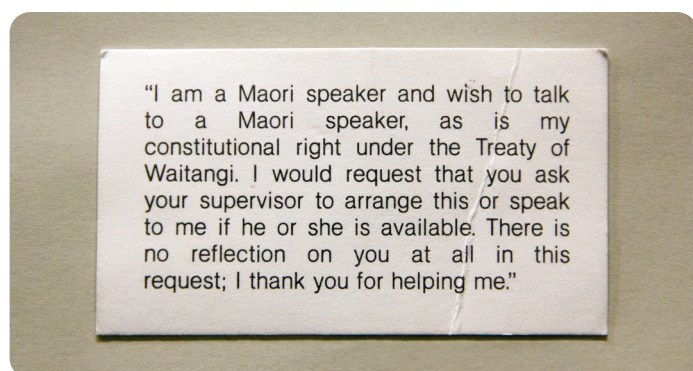 “I am a Maori speaker and wish to talk
to a Maori speaker, as is my
constitutional right under the Treaty of
Waitangi. I would request that you ask
your supervisor to arrange this or speak
to me if he or she is available. There is
no reflection on you at all in this
request; I thank you for helping me.”